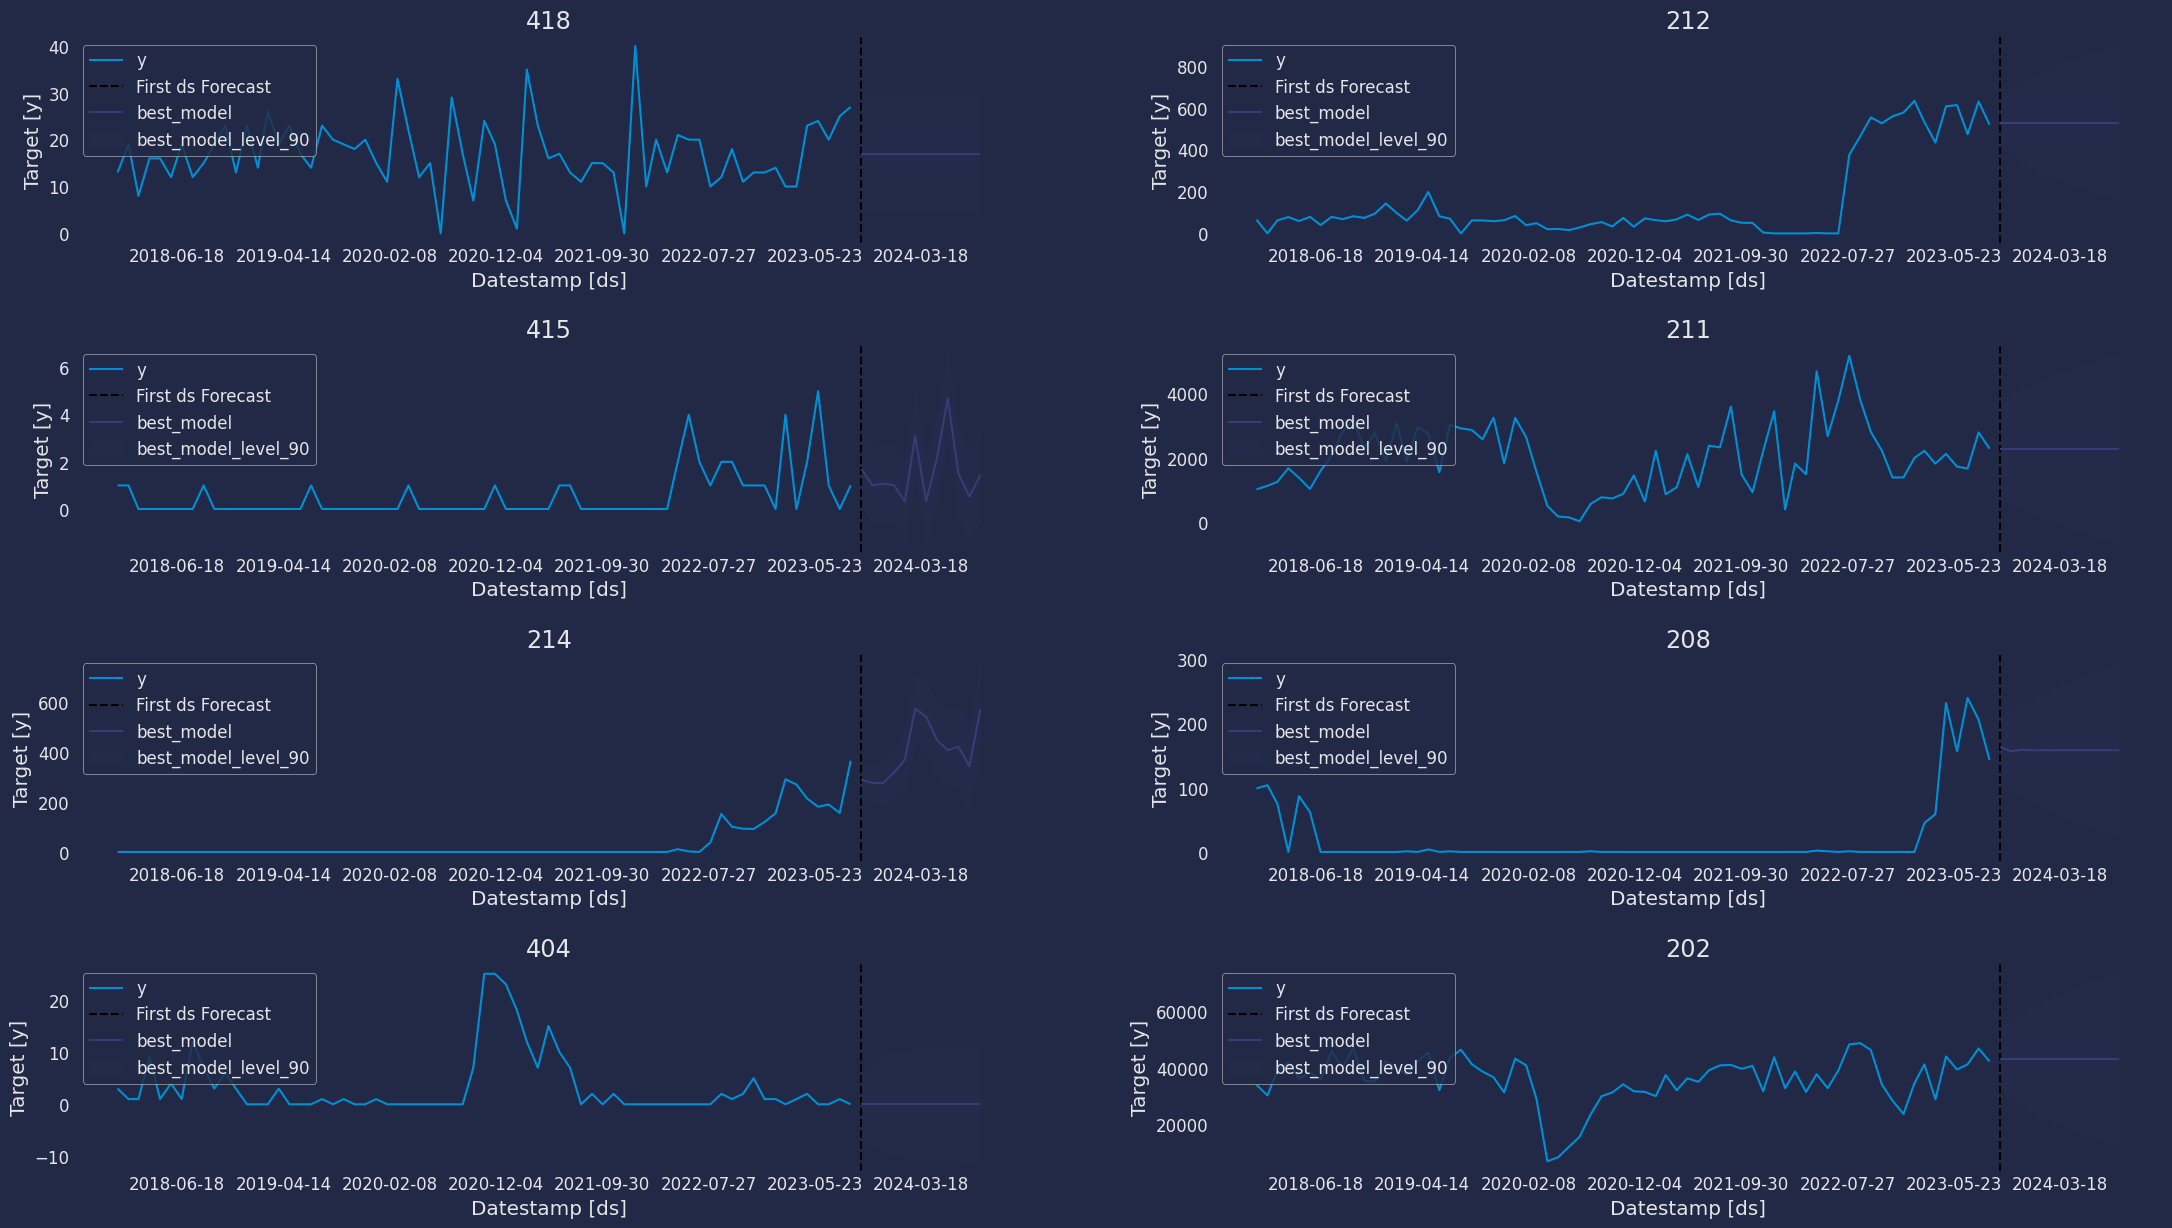 418
40
30
20
10
0
Target [y]
y
First ds Forecast
best_model
best_model_level_90
2018-06-18 2019-04-14 2020-02-08 2020-12-04 2021-09-30 2022-07-27 2023-05-23 2024-03-18
Datestamp [ds]
212
800
600
400
200
0
Target [y]
y
First ds Forecast
best_model
best_model_level_90
2018-06-18 2019-04-14 2020-02-08 2020-12-04 2021-09-30 2022-07-27 2023-05-23 2024-03-18
Datestamp [ds]
415
6
4
2
0
Target [y]
y
First ds Forecast
best_model
best_model_level_90
2018-06-18 2019-04-14 2020-02-08 2020-12-04 2021-09-30 2022-07-27 2023-05-23 2024-03-18
Datestamp [ds]
211
4000
2000
0
Target [y]
y
First ds Forecast
best_model
best_model_level_90
2018-06-18 2019-04-14 2020-02-08 2020-12-04 2021-09-30 2022-07-27 2023-05-23 2024-03-18
Datestamp [ds]
214
600
400
200
0
Target [y]
y
First ds Forecast
best_model
best_model_level_90
2018-06-18 2019-04-14 2020-02-08 2020-12-04 2021-09-30 2022-07-27 2023-05-23 2024-03-18
Datestamp [ds]
208
300
200
100
0
Target [y]
y
First ds Forecast
best_model
best_model_level_90
2018-06-18 2019-04-14 2020-02-08 2020-12-04 2021-09-30 2022-07-27 2023-05-23 2024-03-18
Datestamp [ds]
404
20
10
0
−10
Target [y]
y
First ds Forecast
best_model
best_model_level_90
2018-06-18 2019-04-14 2020-02-08 2020-12-04 2021-09-30 2022-07-27 2023-05-23 2024-03-18
Datestamp [ds]
202
60000
40000
20000
Target [y]
y
First ds Forecast
best_model
best_model_level_90
2018-06-18 2019-04-14 2020-02-08 2020-12-04 2021-09-30 2022-07-27 2023-05-23 2024-03-18
Datestamp [ds]